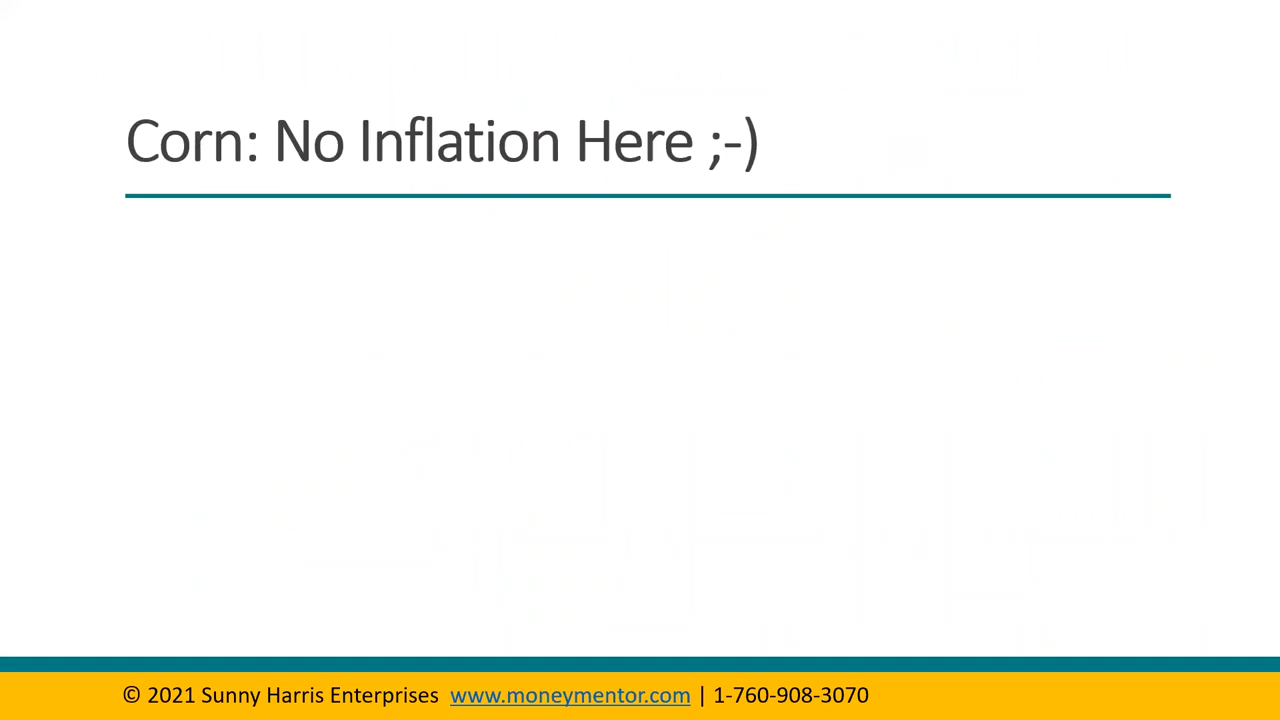 Corn: No Inflation Here ;-)
© 2021 Sunny Harris Enterprises www.moneymentor.com | 1-760-908-3070